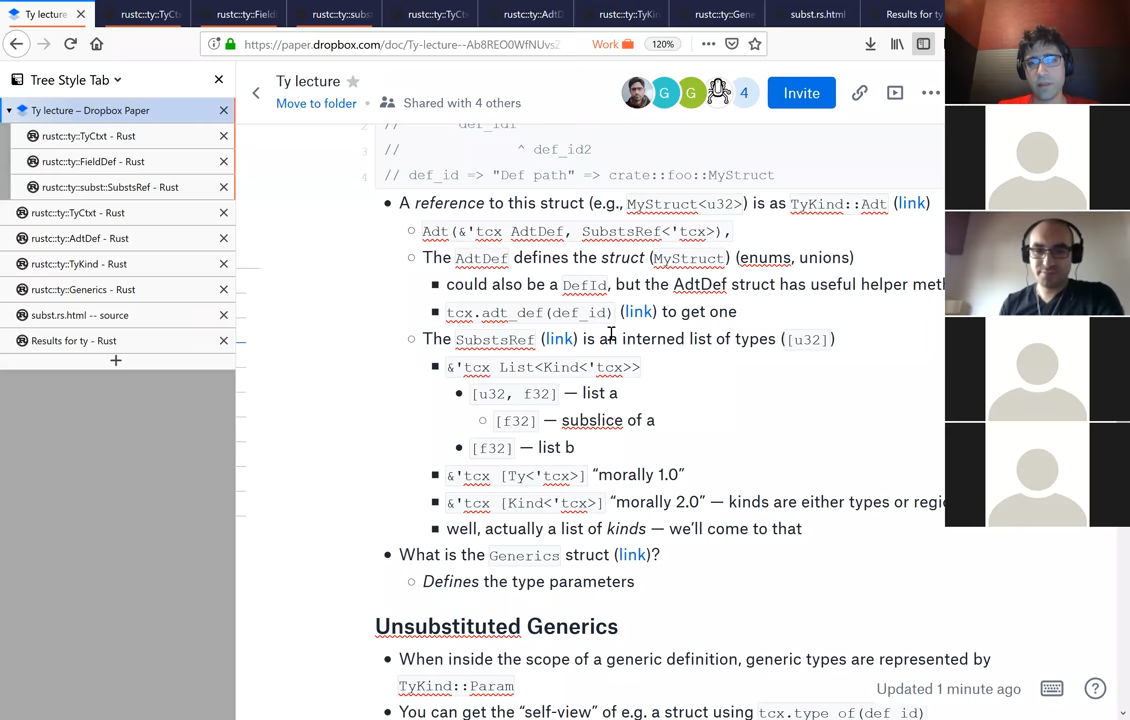 Ty lecture
rustc::ty::TyCt
rustc::ty::Field
rustc::ty::subs
rustc::ty::TyCt
rustc::ty::AdtD
rustc::ty::TyKin
rustc::ty::Gene
subst.rs.html
Results for ty
https://paper.dropbox.com/doc/Ty-lecture--Ab8REO0WfNUvs
Work
120%
Tree Style Tab
Ty lecture – Dropbox Paper
rustc::ty::TyCtxt - Rust
rustc::ty::FieldDef - Rust
rustc::ty::subst::SubstsRef - Rust
rustc::ty::TyCtxt - Rust
rustc::ty::AdtDef - Rust
rustc::ty::TyKind - Rust
rustc::ty::Generics - Rust
subst.rs.html -- source
Results for ty - Rust
Ty lecture
Move to folder
Shared with 4 others
G
G
4
Invite
2 // def_id1
3 // ^ def_id2
4 // def_id => "Def path" => crate::foo::MyStruct
A reference to this struct (e.g., MyStruct<u32>) is as TyKind::Adt (link)
Adt(&'tcx AdtDef, SubstsRef<'tcx>),
The AdtDef defines the struct (MyStruct) (enums, unions)
could also be a DefId, but the AdtDef struct has useful helper met
tcx.adt_def(def_id) (link) to get one
The SubstsRef (link) is an interned list of types ([u32])
&'tcx List<Kind<'tcx>>
[u32, f32] — list a
[f32] — subslice of a
[f32] — list b
&'tcx [Ty<'tcx>] “morally 1.0”
&'tcx [Kind<'tcx>] “morally 2.0” — kinds are either types or regi
well, actually a list of kinds — we’ll come to that
What is the Generics struct (link)?
Defines the type parameters
Unsubstituted Generics
When inside the scope of a generic definition, generic types are represented by
TyKind::Param
You can get the “self-view” of e.g. a struct using tcx.type_of(def_id)
Updated 1 minute ago